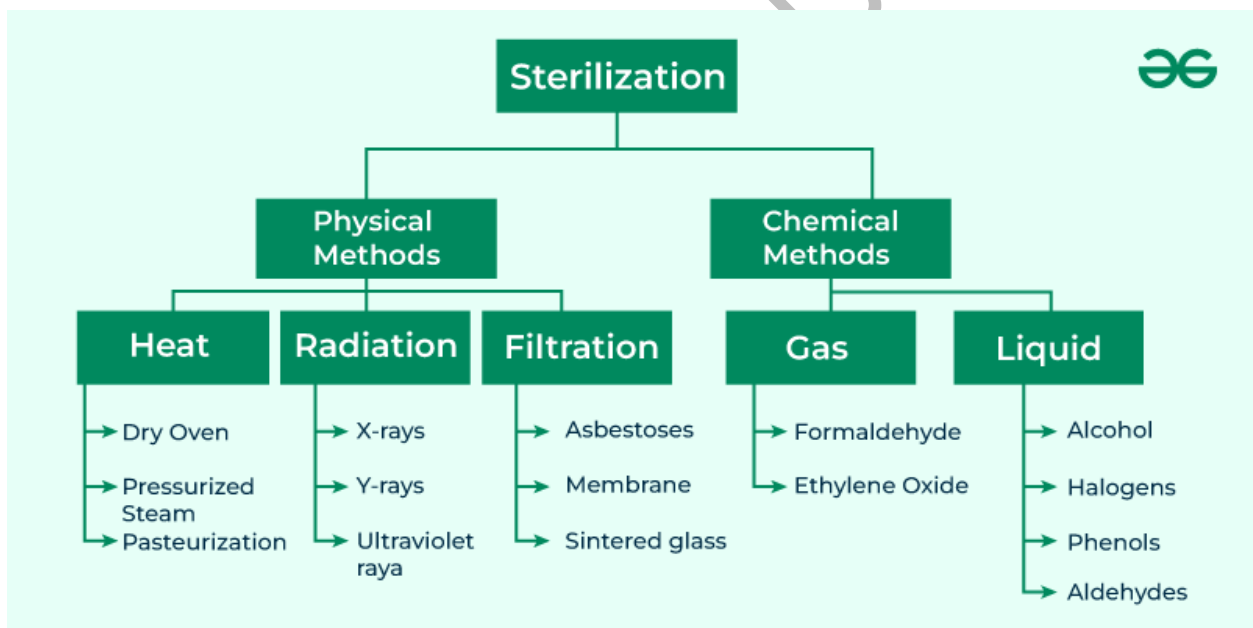 Sterilization
Physical
Methods
Chemical
Methods
Heat
Radiation
Filtration
Gas
Liquid
Dry Oven
Pressurized
Steam
Pasteurization
X-rays
Y-rays
Ultraviolet
raya
Asbestoses
Membrane
Sintered glass
Formaldehyde
Ethylene Oxide
Alcohol
Halogens
Phenols
Aldehydes